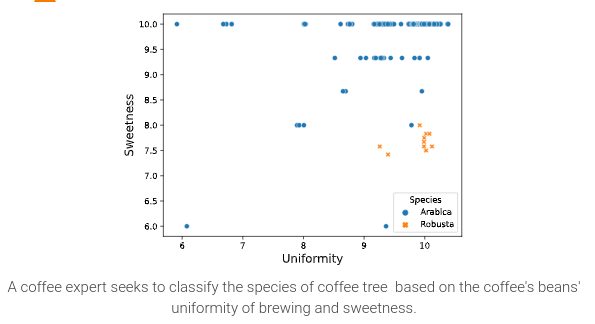 10.0
9.5
9.0
8.5
8.0
7.5
7.0
6.5
6.0
Sweetness
6 7 8 9 10
Uniformity
Species
Arabica
Robusta
A coffee expert seeks to classify the species of coffee tree based on the coffee's beans'
uniformity of brewing and sweetness.